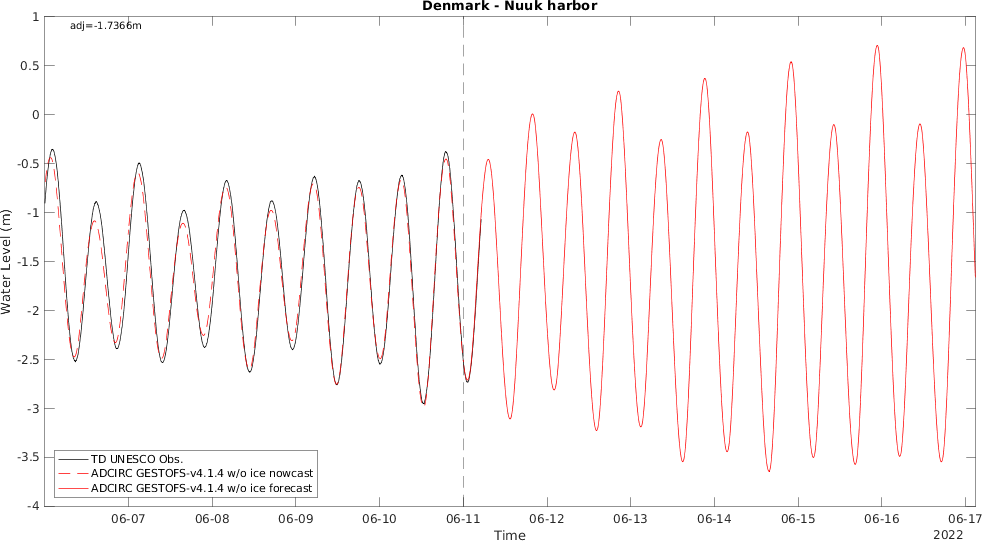 Denmark - Nuuk harbor
adj=-1.7366m
1
0.5
0
-0.5
-1
-1.5
-2
-2.5
-3
-3.5
-4
Water Level (m)
TD UNESCO Obs.
ADCIRC GESTOFS-v4.1.4 w/o ice nowcast
ADCIRC GESTOFS-v4.1.4 w/o ice forecast
06-07 06-08 06-09 06-10 06-11 06-12 06-13 06-14 06-15 06-16 06-17
Time
2022